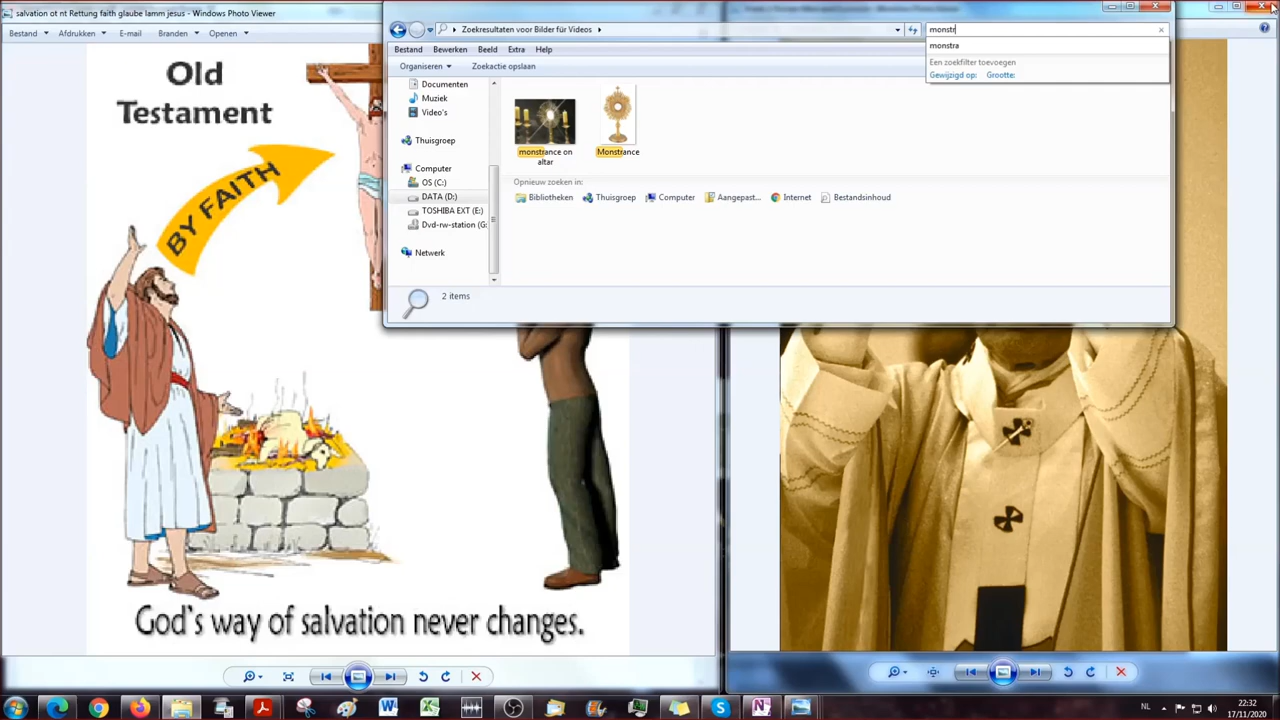 salvation ot nt Rettung faith glaube lamm jesus - Windows Photo Viewer
Bestand Afdrukken E-mail Branden Openen
Old
Testament
BY FAITH
God's way of salvation never changes.
Zoekresultaten voor Bilder für Videos
monstr
monstra
Een zoekfilter toevoegen
Gewijzigd op: Grootte:
Bestand Bewerken Beeld Extra Help
Organiseren Zoekactie opslaan
Documenten
Muziek
Video's
Thuisgroep
Computer
OS (C:)
DATA (D:)
TOSHIBA EXT (E:)
Dvd-rw-station (G:
Netwerk
monstrance on
altar
Monstrance
Opnieuw zoeken in:
Bibliotheken Thuisgroep Computer Aangepast... Internet Bestandsinhoud
2 items
NL
22:32
17/11/2020